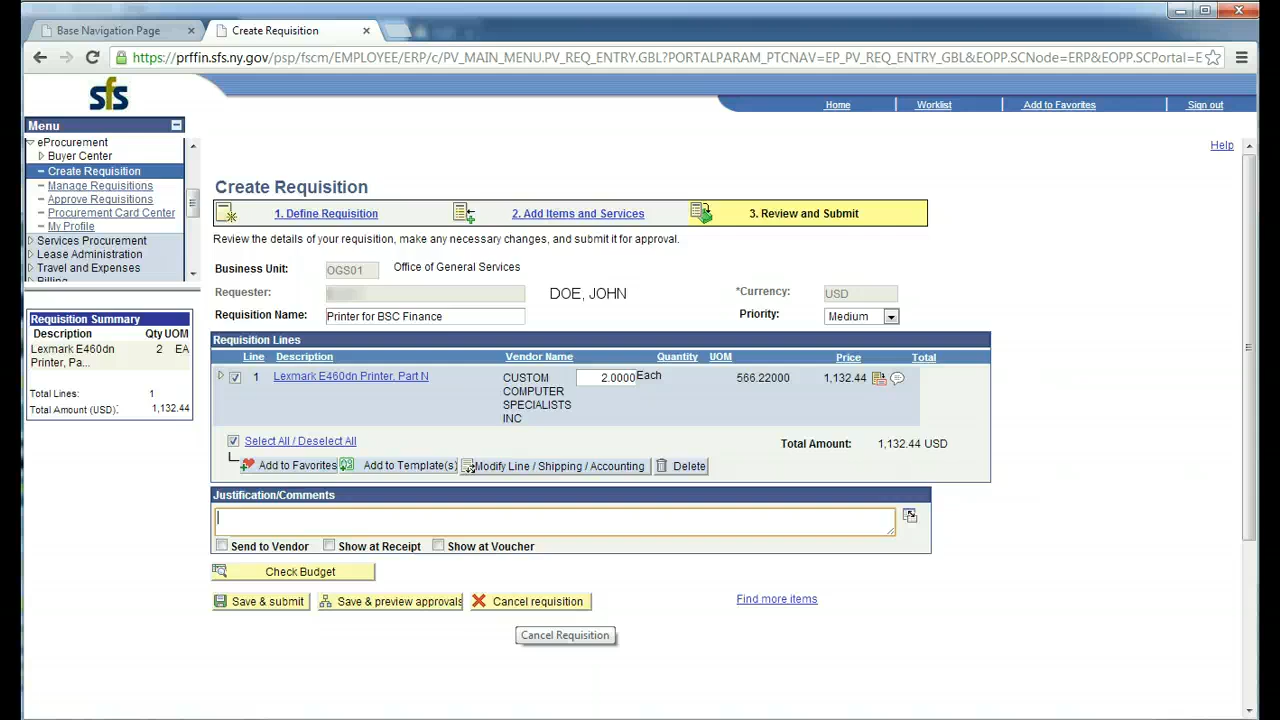 Base Navigation Page
Create Requisition
https://prffin.sfs.ny.gov/psp/fscm/EMPLOYEE/ERP/c/PV_MAIN_MENU.PV_REQ_ENTRY.GBL?PORTALPARAM_PTCNAV=EP_PV_REQ_ENTRY_GBL&EOPP.SCNode=ERP&EOPP.SCPortal=E
sfs
Home
Worklist
Add to Favorites
Sign out
Menu
eProcurement
Buyer Center
Create Requisition
Manage Requisitions
Approve Requisitions
Procurement Card Center
My Profile
Services Procurement
Lease Administration
Travel and Expenses
Billing
Requisition Summary
Description Qty UOM
Lexmark E460dn 2 EA
Printer, Pa...
Total Lines: 1
Total Amount (USD): 1,132.44
Help
Create Requisition
1. Define Requisition
2. Add Items and Services
3. Review and Submit
Review the details of your requisition, make any necessary changes, and submit it for approval.
Business Unit: OGS01 Office of General Services
Requester: DOE, JOHN *Currency: USD
Requisition Name: Printer for BSC Finance Priority: Medium
Requisition Lines
Line Description Vendor Name Quantity UOM Price Total
1 Lexmark E460dn Printer, Part N CUSTOM 2.0000 Each 566.22000 1,132.44
COMPUTER
SPECIALISTS
INC
Select All / Deselect All Total Amount: 1,132.44 USD
Add to Favorites Add to Template(s) Modify Line / Shipping / Accounting Delete
Justification/Comments
Send to Vendor Show at Receipt Show at Voucher
Check Budget
Save & submit Save & preview approvals Cancel requisition Find more items
Cancel Requisition